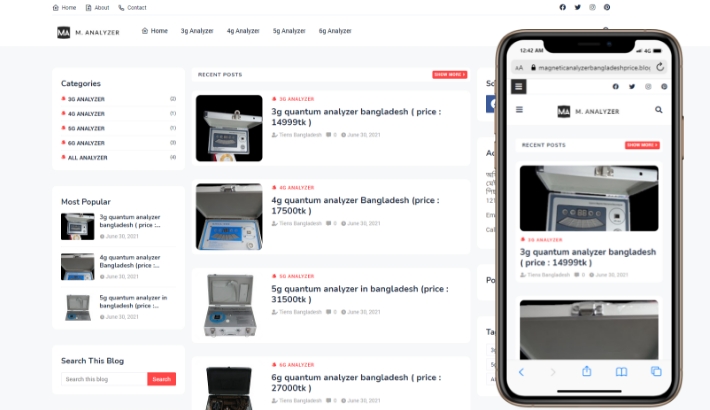 Home About Contact
MA M. ANALYZER Home 3g Analyzer 4g Analyzer 5g Analyzer 6g Analyzer
Categories
3G ANALYZER (2)
4G ANALYZER (1)
5G ANALYZER (1)
6G ANALYZER (3)
ALL ANALYZER (4)
Most Popular
3g quantum analyzer
bangladesh ( price :...
June 30, 2021
4g quantum analyzer
Bangladesh (price :...
June 30, 2021
5g quantum analyzer in
bangladesh (price :...
June 30, 2021
Search This Blog
Search this blog Search
RECENT POSTS SHOW MORE >
3G ANALYZER
3g quantum analyzer bangladesh ( price :
14999tk )
Tiens Bangladesh 0 June 30, 2021
4G ANALYZER
4g quantum analyzer Bangladesh (price :
17500tk )
Tiens Bangladesh 0 June 30, 2021
5G ANALYZER
5g quantum analyzer in bangladesh (price :
31500tk )
Tiens Bangladesh 0 June 30, 2021
6G ANALYZER
6g quantum analyzer bangladesh ( price :
27000tk )
Tiens Bangladesh 0 June 30, 2021
12:42 AM 4G
AA magneticanalyzerbangladeshprice.blog
MA M. ANALYZER
RECENT POSTS SHOW MORE >
3G ANALYZER
3g quantum analyzer bangladesh
( price : 14999tk )
Tiens Bangladesh 0 June 30, 2021